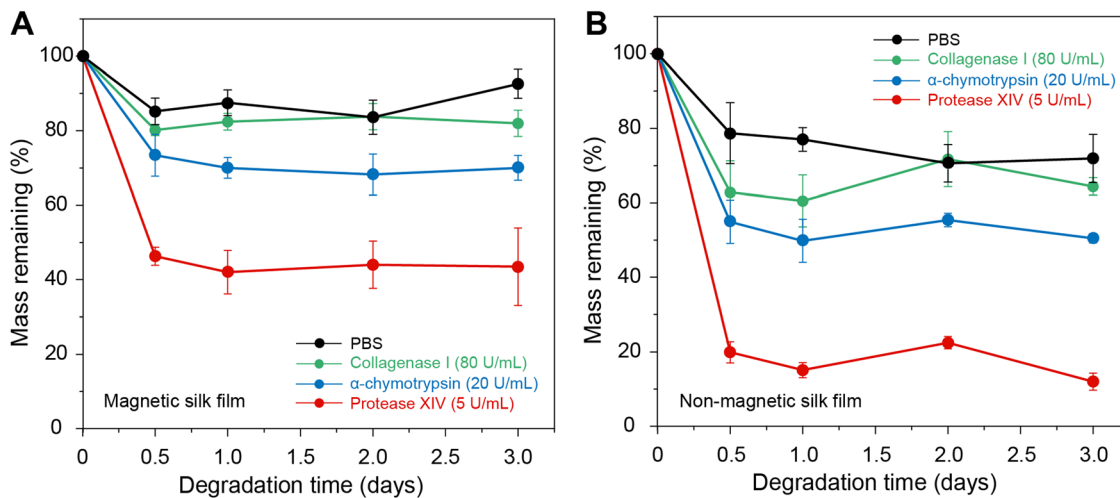 A
Mass remaining (%)
100
80
60
40
20
0
PBS
Collagenase I (80 U/mL)
α-chymotrypsin (20 U/mL)
Protease XIV (5 U/mL)
Magnetic silk film
0 0.5 1.0 1.5 2.0 2.5 3.0
Degradation time (days)
B
Mass remaining (%)
100
80
60
40
20
0
PBS
Collagenase I (80 U/mL)
α-chymotrypsin (20 U/mL)
Protease XIV (5 U/mL)
Non-magnetic silk film
0 0.5 1.0 1.5 2.0 2.5 3.0
Degradation time (days)